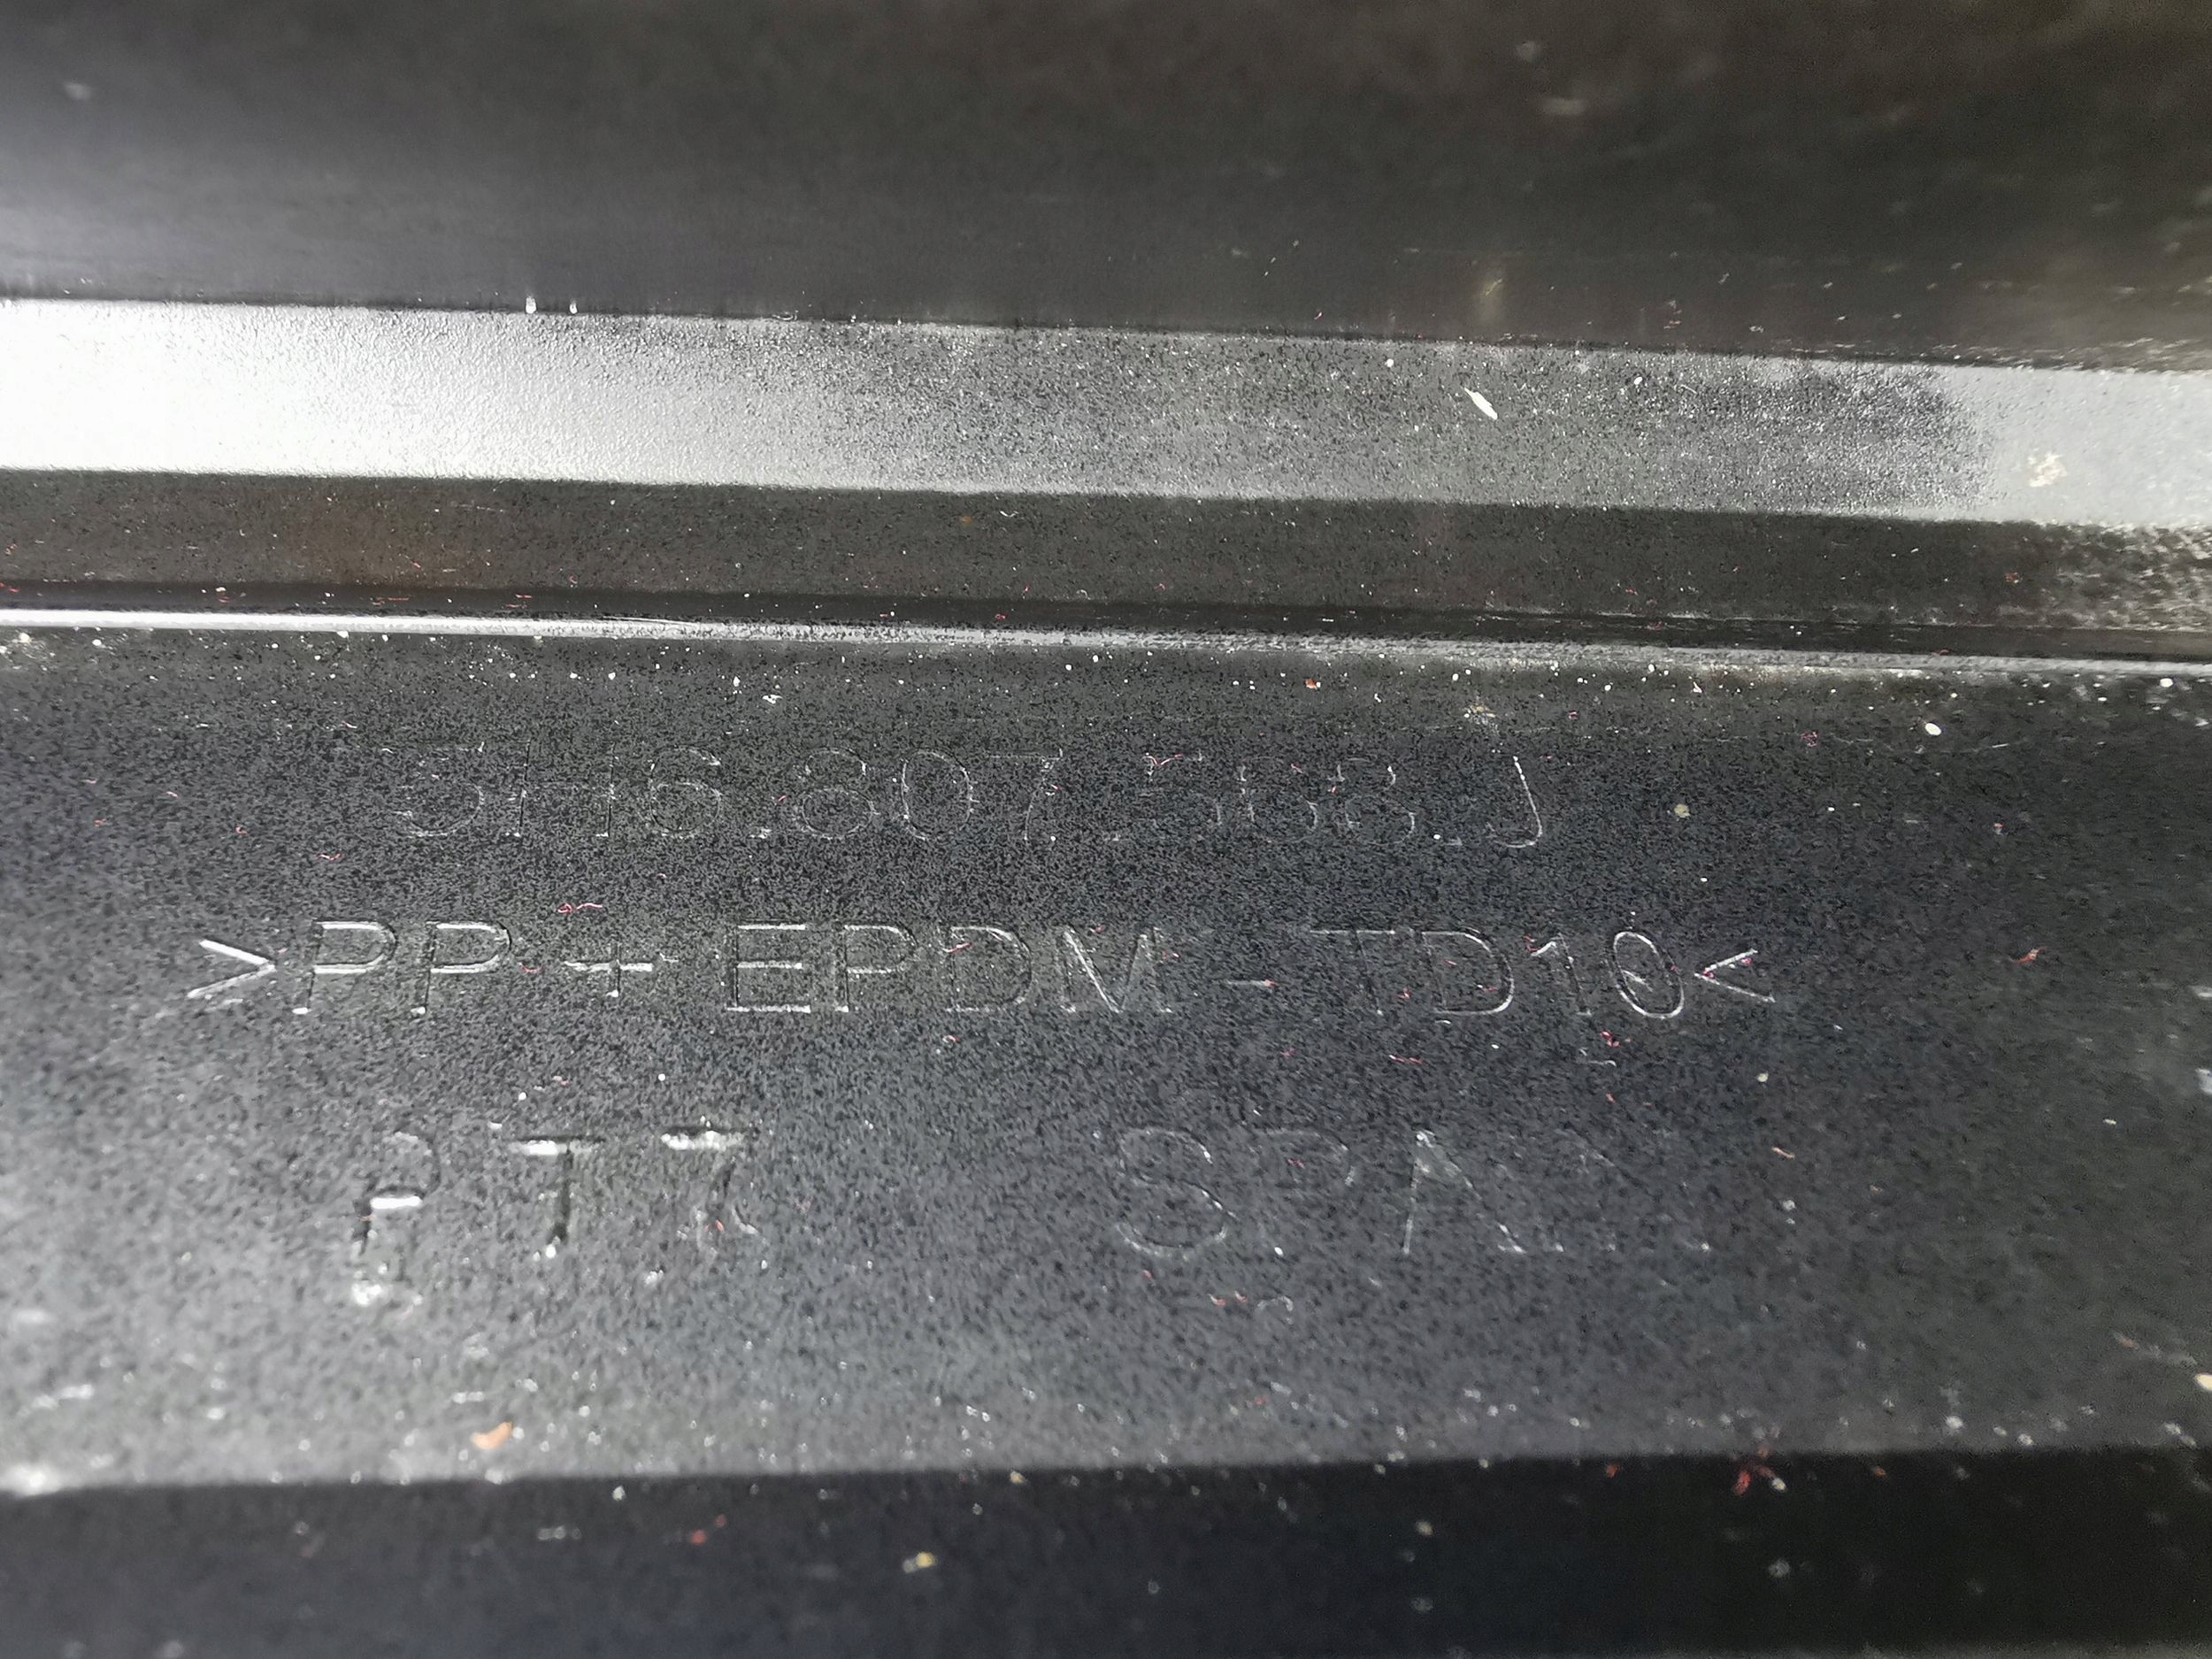 5H6.807.568.J
>PP + EPDM - TD10<
SPAIN